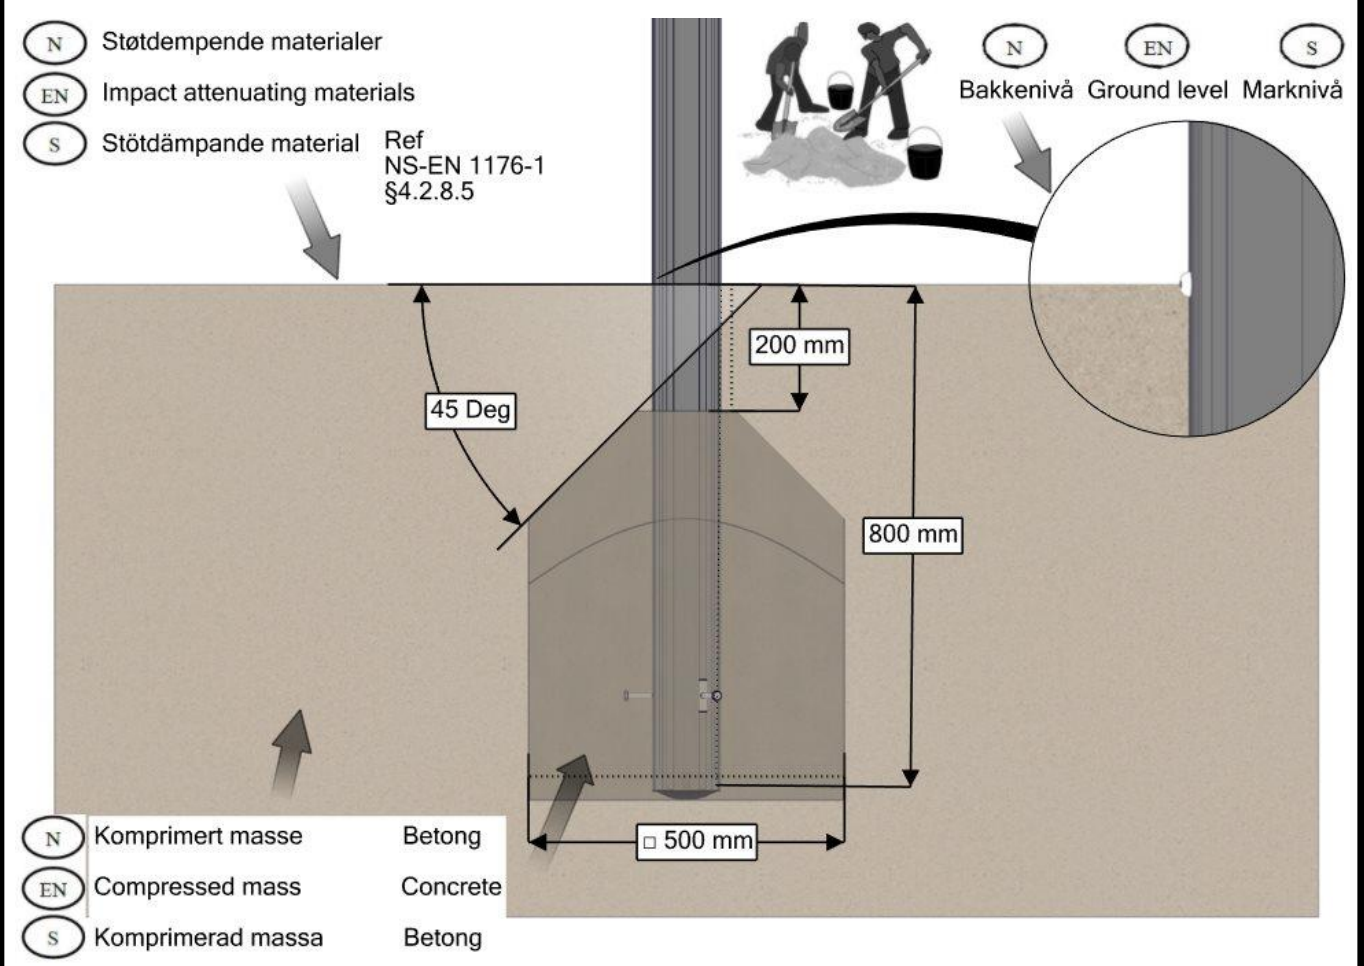 N Støtdempende materialer
EN Impact attenuating materials
S Stötdämpande material
Ref
NS-EN 1176-1
§4.2.8.5
N EN S
Bakkenivå Ground level Marknivå
200 mm
45 Deg
800 mm
□ 500 mm
N Komprimert masse Betong
EN Compressed mass Concrete
S Komprimerad massa Betong